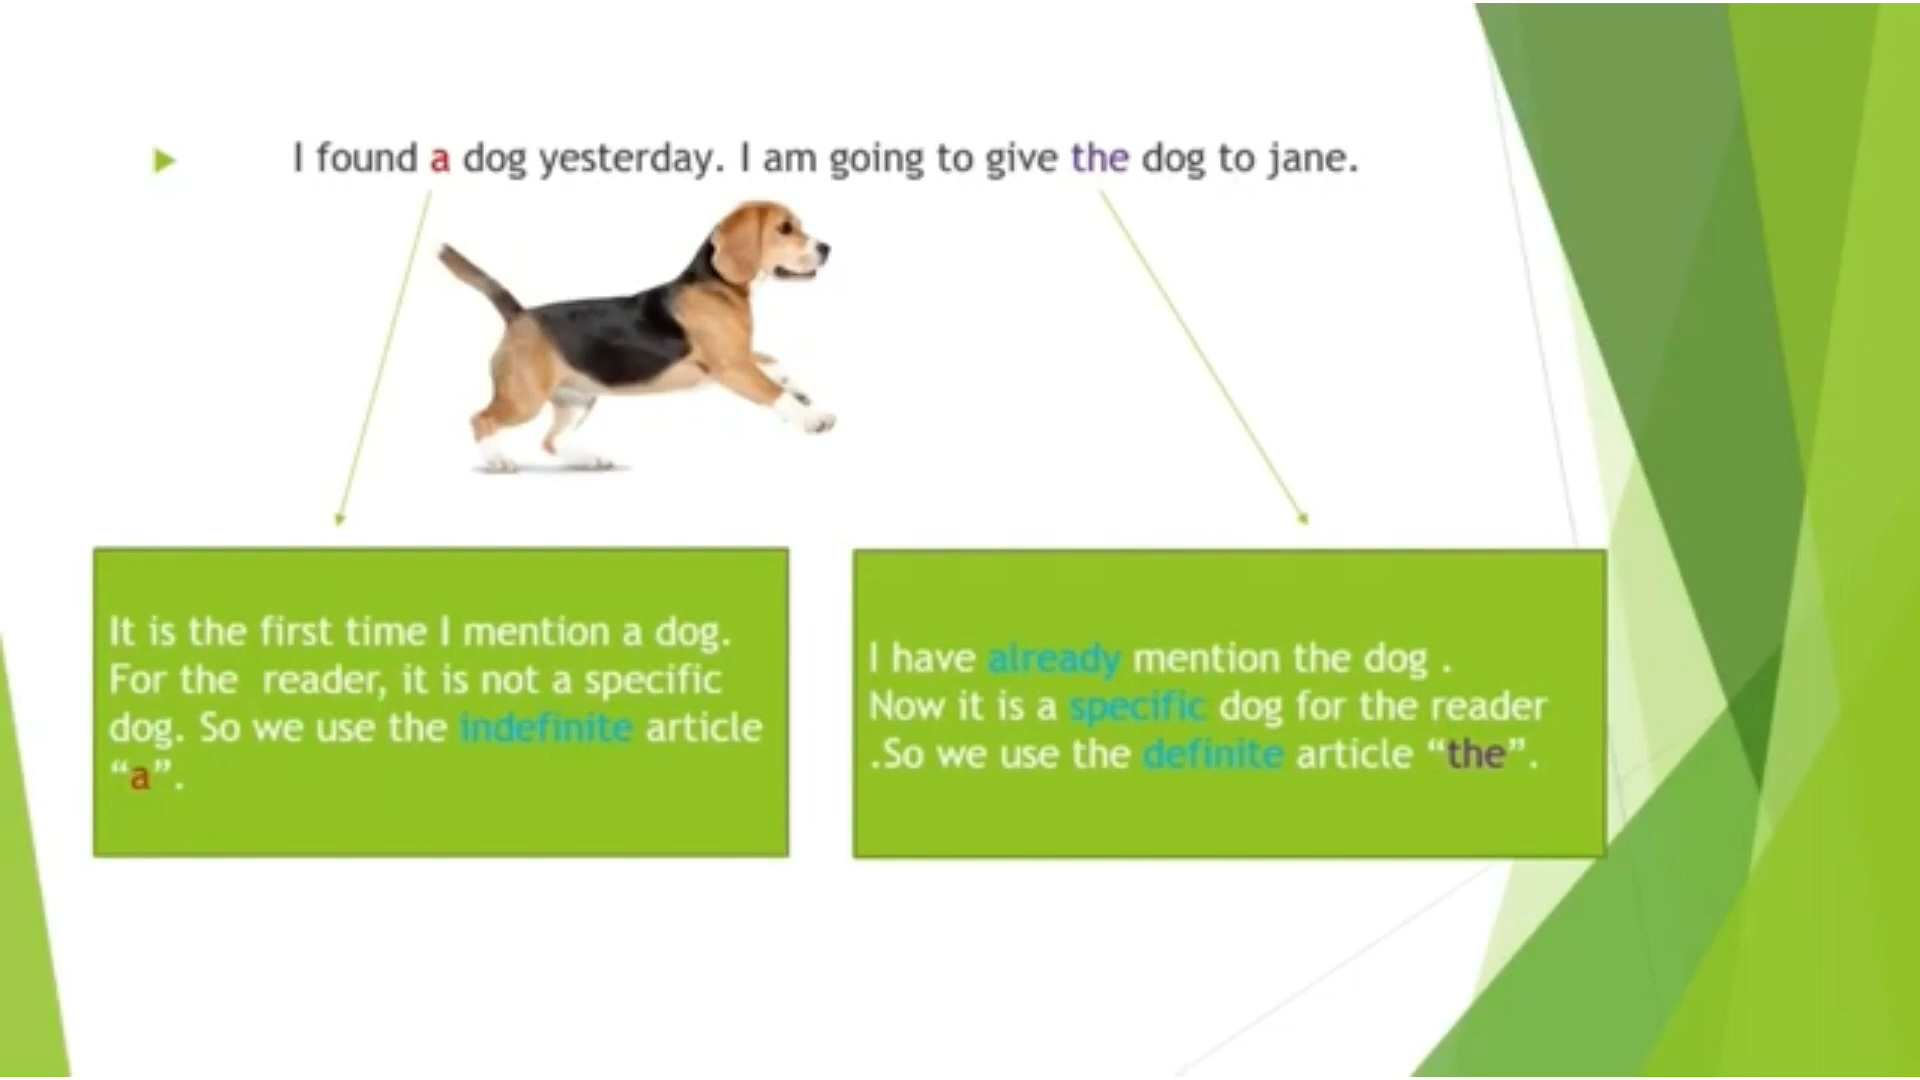 I found a dog yesterday. I am going to give the dog to jane.
It is the first time I mention a dog.
For the reader, it is not a specific
dog. So we use the indefinite article
“a”.
I have already mention the dog .
Now it is a specific dog for the reader
.So we use the definite article “the”.